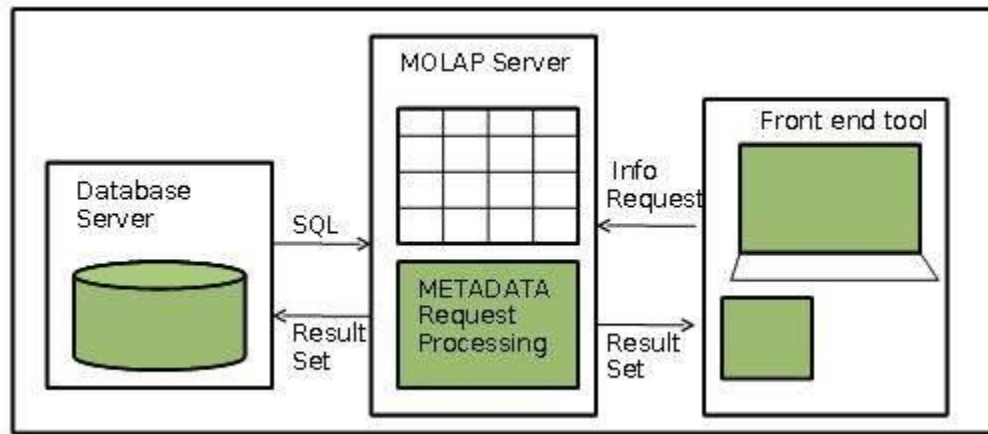 MOLAP Server
Front end tool
Database
Server
SQL
Info
Request
METADATA
Request
Processing
Result
Set
Result
Set